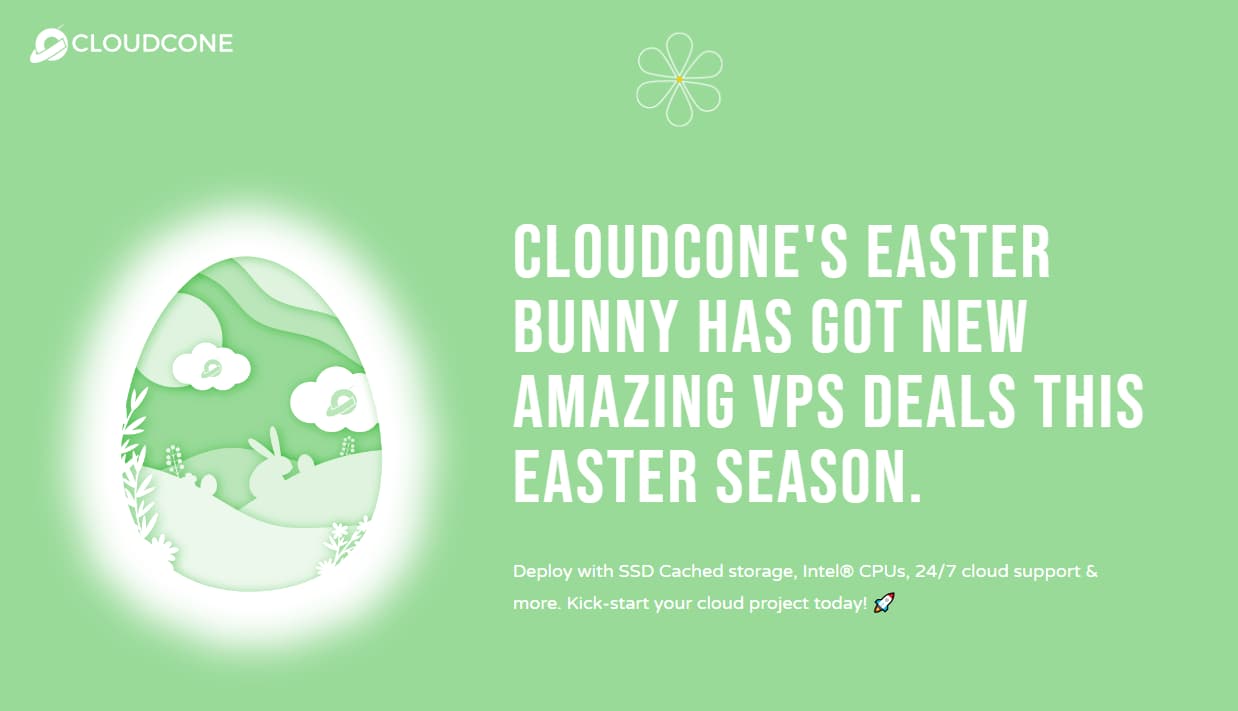 CLOUDCONE
CLOUDCONE'S EASTER
BUNNY HAS GOT NEW
AMAZING VPS DEALS THIS
EASTER SEASON.
Deploy with SSD Cached storage, Intel® CPUs, 24/7 cloud support &
more. Kick-start your cloud project today! 🚀